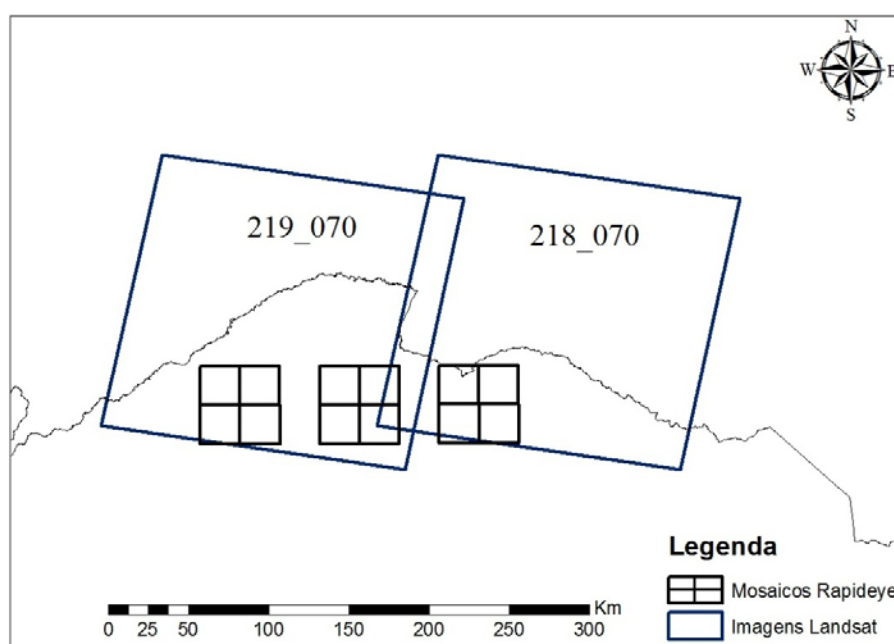 N
W E
S
219_070
218_070
Legenda
Mosaicos Rapideye
Imagens Landsat
Km
0 25 50 100 150 200 250 300